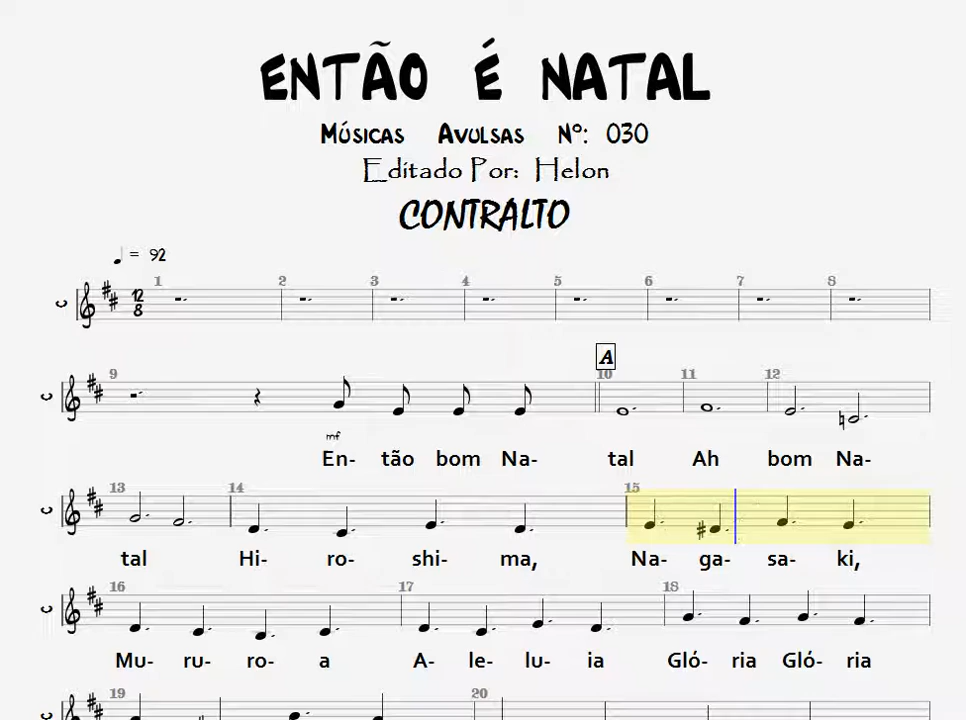 ENTÃO É NATAL
Músicas Avulsas Nº: 030
Editado Por: Helon
CONTRALTO
= 92
1 2 3 4 5 6 7 8
12
8
A
9 10 11 12
mf
En- tão bom Na- tal Ah bom Na-
13 14 15
tal Hi- ro- shi- ma, Na- ga- sa- ki,
16 17 18
Mu- ru- ro- a A- le- lu- ia Gló- ria Gló- ria
19 20